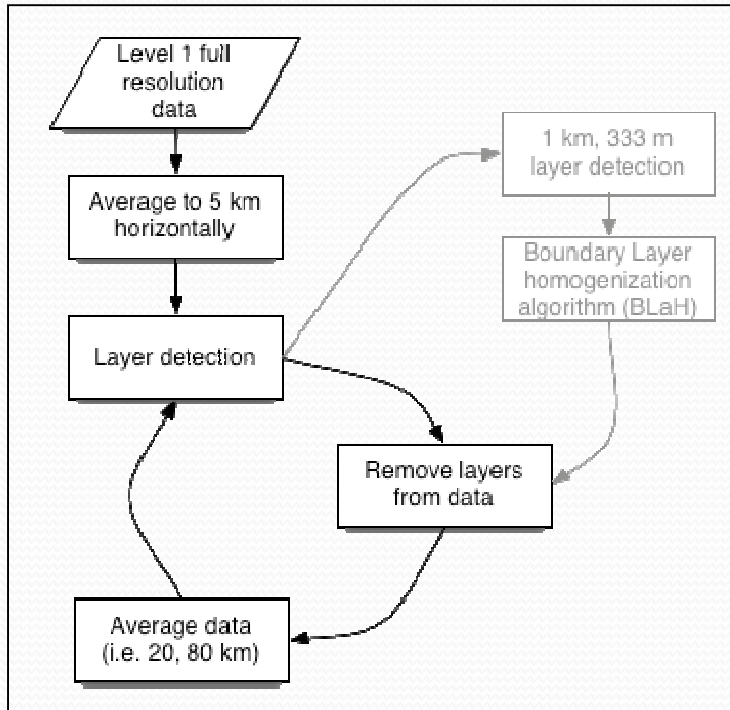 Level 1 full
resolution
data
Average to 5 km
horizontally
Layer detection
1 km, 333 m
layer detection
Boundary Layer
homogenization
algorithm (BLaH)
Remove layers
from data
Average data
(i.e. 20, 80 km)